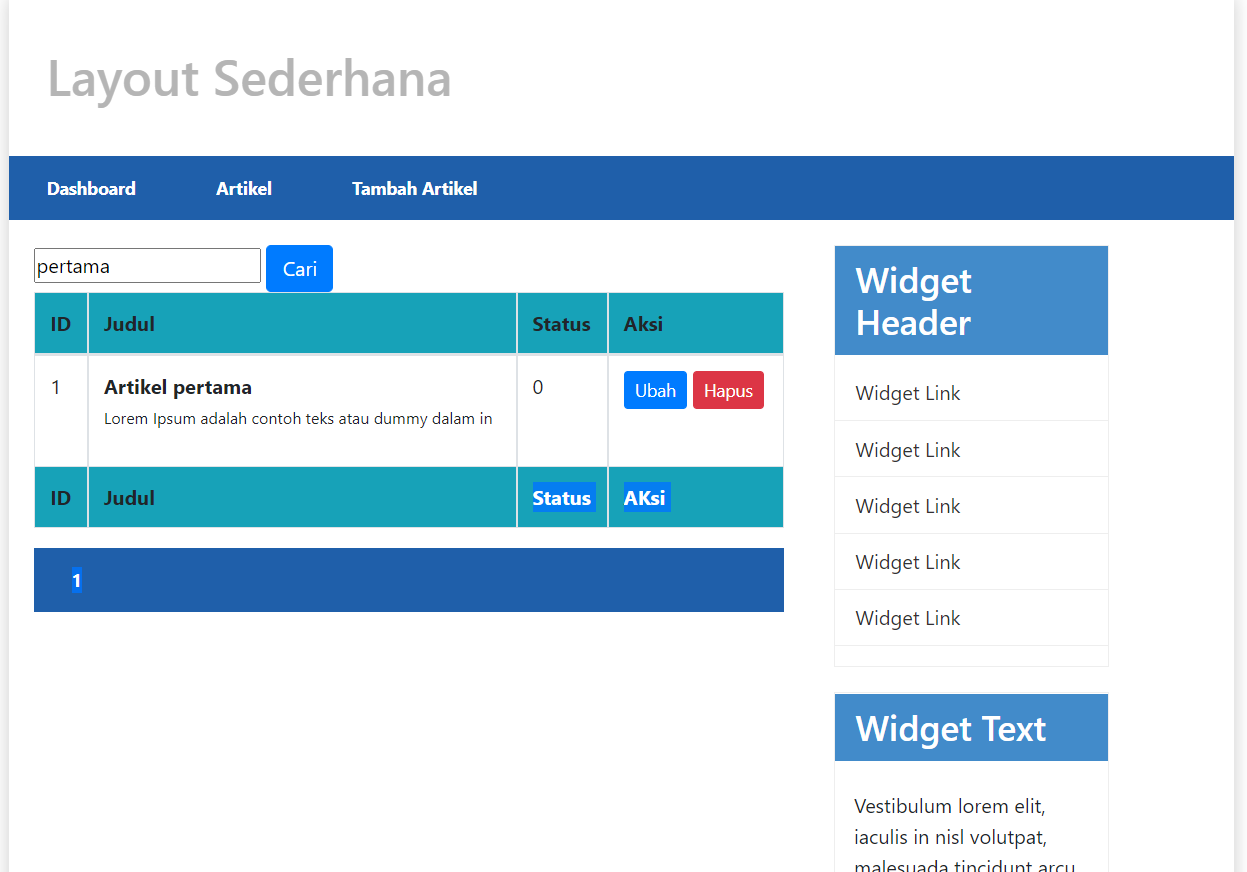 Layout Sederhana
Dashboard Artikel Tambah Artikel
pertama Cari
ID Judul Status Aksi
1 Artikel pertama 0 Ubah Hapus
Lorem Ipsum adalah contoh teks atau dummy dalam in
ID Judul Status AKsi
1
Widget
Header
Widget Link
Widget Link
Widget Link
Widget Link
Widget Link
Widget Text
Vestibulum lorem elit,
iaculis in nisl volutpat,
malesuada tincidunt arcu